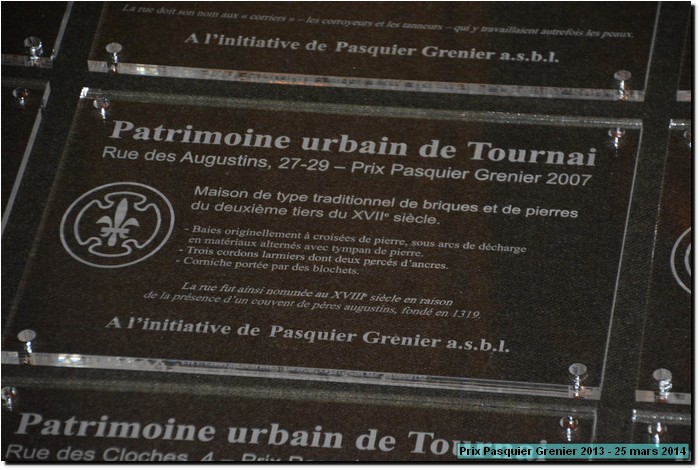 La rue doit son nom aux « corriers » – les corroyeurs et les tanneurs – qui y travaillaient autrefois les peaux.
A l'initiative de Pasquier Grenier a.s.b.l.
Patrimoine urbain de Tournai
Rue des Augustins, 27-29 – Prix Pasquier Grenier 2007
Maison de type traditionnel de briques et de pierres
du deuxième tiers du XVIIe siècle.
- Baies originellement à croisées de pierre, sous arcs de décharge
en matériaux alternés avec tympan de pierre.
- Trois cordons larmiers dont deux percés d'ancres.
- Corniche portée par des blochets.
La rue fut ainsi nommée au XVIIIe siècle en raison
de la présence d'un couvent de pères augustins, fondé en 1319.
A l'initiative de Pasquier Grenier a.s.b.l.
Patrimoine urbain de Tournai
Rue des Cloches, 4 – Prix
Prix Pasquier Grenier 2013 - 25 mars 2014